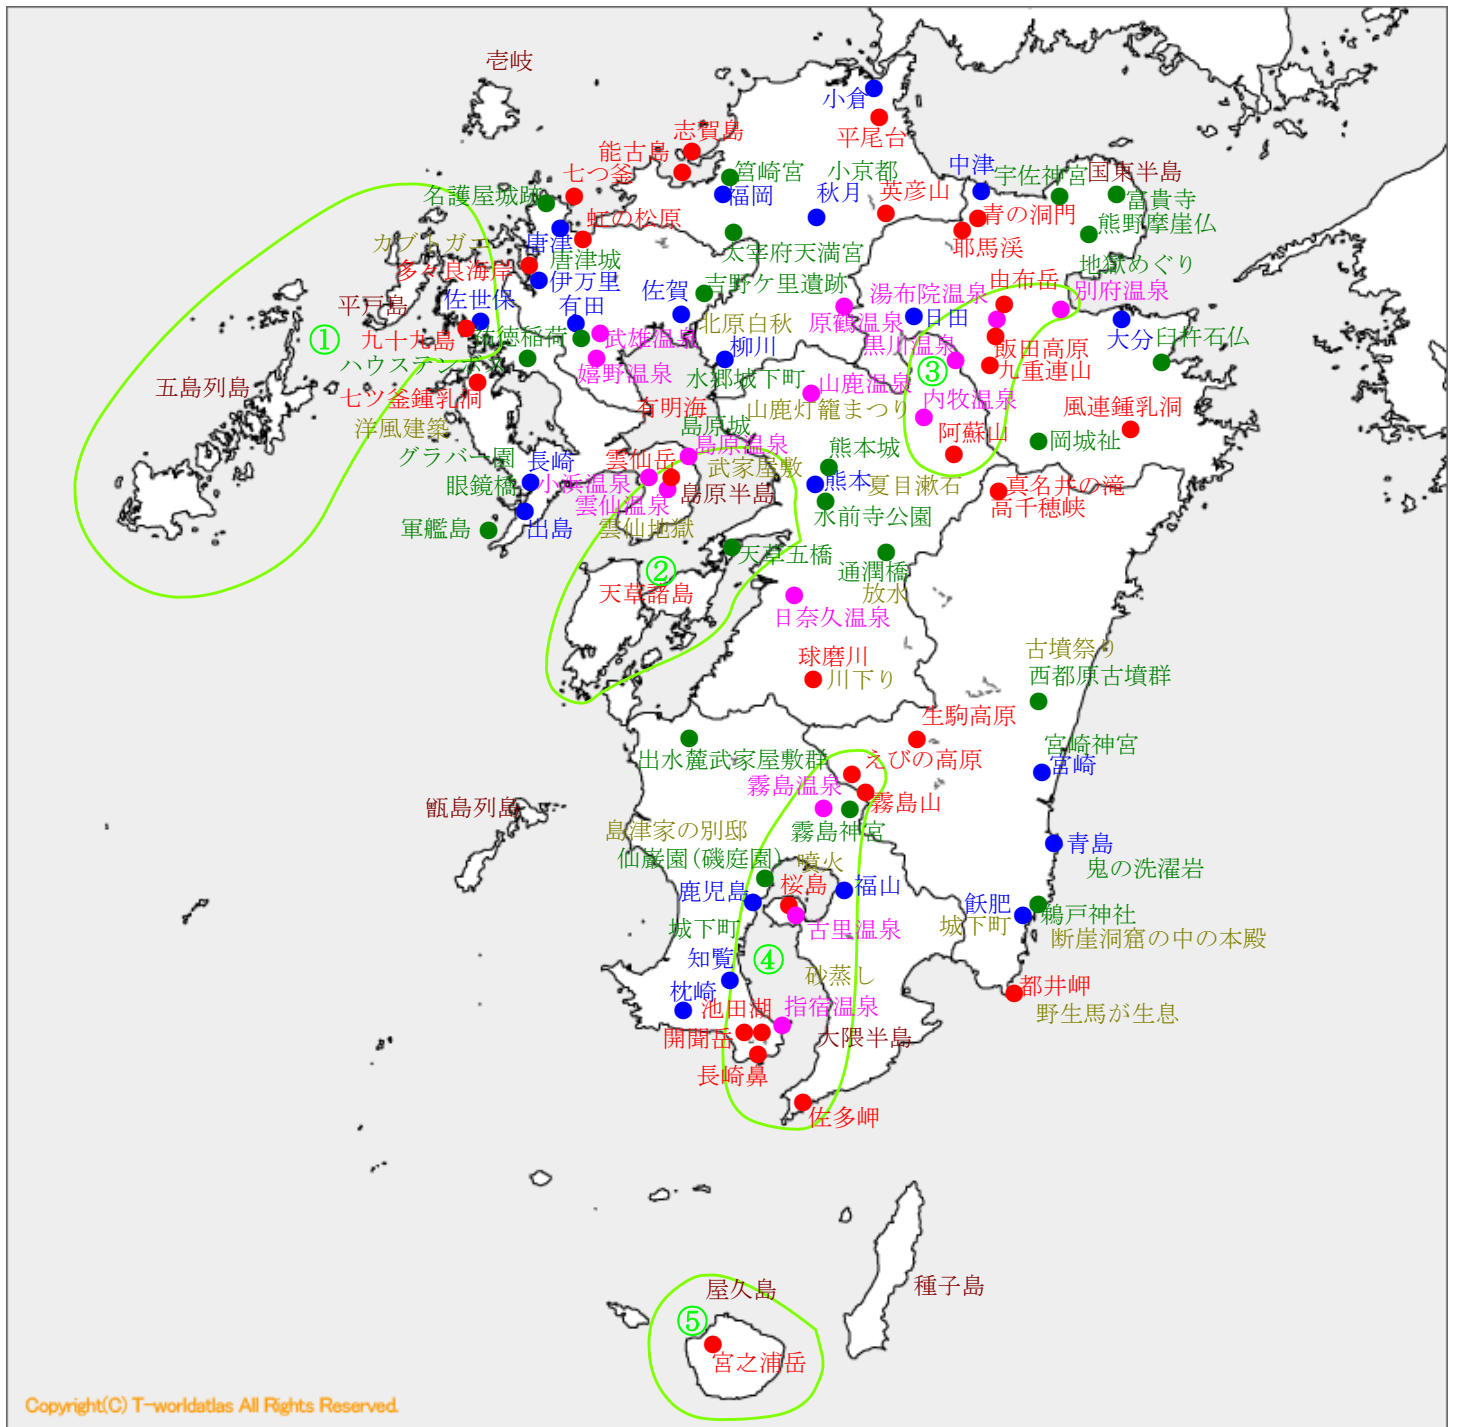 壱岐
小倉
志賀島
平尾台
能古島
七つ釜
筥崎宮
小京都
中津
宇佐神宮
国東半島
名護屋城跡
福岡
秋月
英彦山
富貴寺
虹の松原
青の洞門
熊野摩崖仏
カブトガニ
唐津
太宰府天満宮
耶馬渓
唐津城
多々良海岸
地獄めぐり
伊万里
吉野ケ里遺跡
由布岳
平戸島
佐世保
有田
佐賀
湯布院温泉
別府温泉
北原白秋
原鶴温泉
日田
①
九十九島
祐徳稲荷
武雄温泉
大分
臼杵石仏
柳川
黒川温泉
飯田高原
ハウステンボス
嬉野温泉
水郷城下町
③
九重連山
五島列島
山鹿温泉
七ツ釜鍾乳洞
有明海
山鹿灯籠まつり
内牧温泉
風連鍾乳洞
洋風建築
島原城
阿蘇山
岡城祉
グラバー園
島原温泉
熊本城
長崎
雲仙岳
武家屋敷
眼鏡橋
小浜温泉
熊本
夏目漱石
真名井の滝
島原半島
雲仙温泉
高千穂峡
軍艦島
出島
雲仙地獄
水前寺公園
天草五橋
②
通潤橋
天草諸島
放水
日奈久温泉
古墳祭り
球磨川
川下り
西都原古墳群
生駒高原
宮崎神宮
出水麓武家屋敷群
えびの高原
宮崎
霧島温泉
霧島山
甑島列島
島津家の別邸
霧島神宮
青島
仙巌園(磯庭園)
噴火
鬼の洗濯岩
鹿児島
桜島
福山
飫肥
鵜戸神社
城下町
古里温泉
城下町
断崖洞窟の中の本殿
知覧
④
砂蒸し
都井岬
枕崎
池田湖
指宿温泉
野生馬が生息
開聞岳
大隈半島
長崎鼻
佐多岬
屋久島
種子島
⑤
宮之浦岳
Copyright(C) T-worldatlas All Rights Reserved.